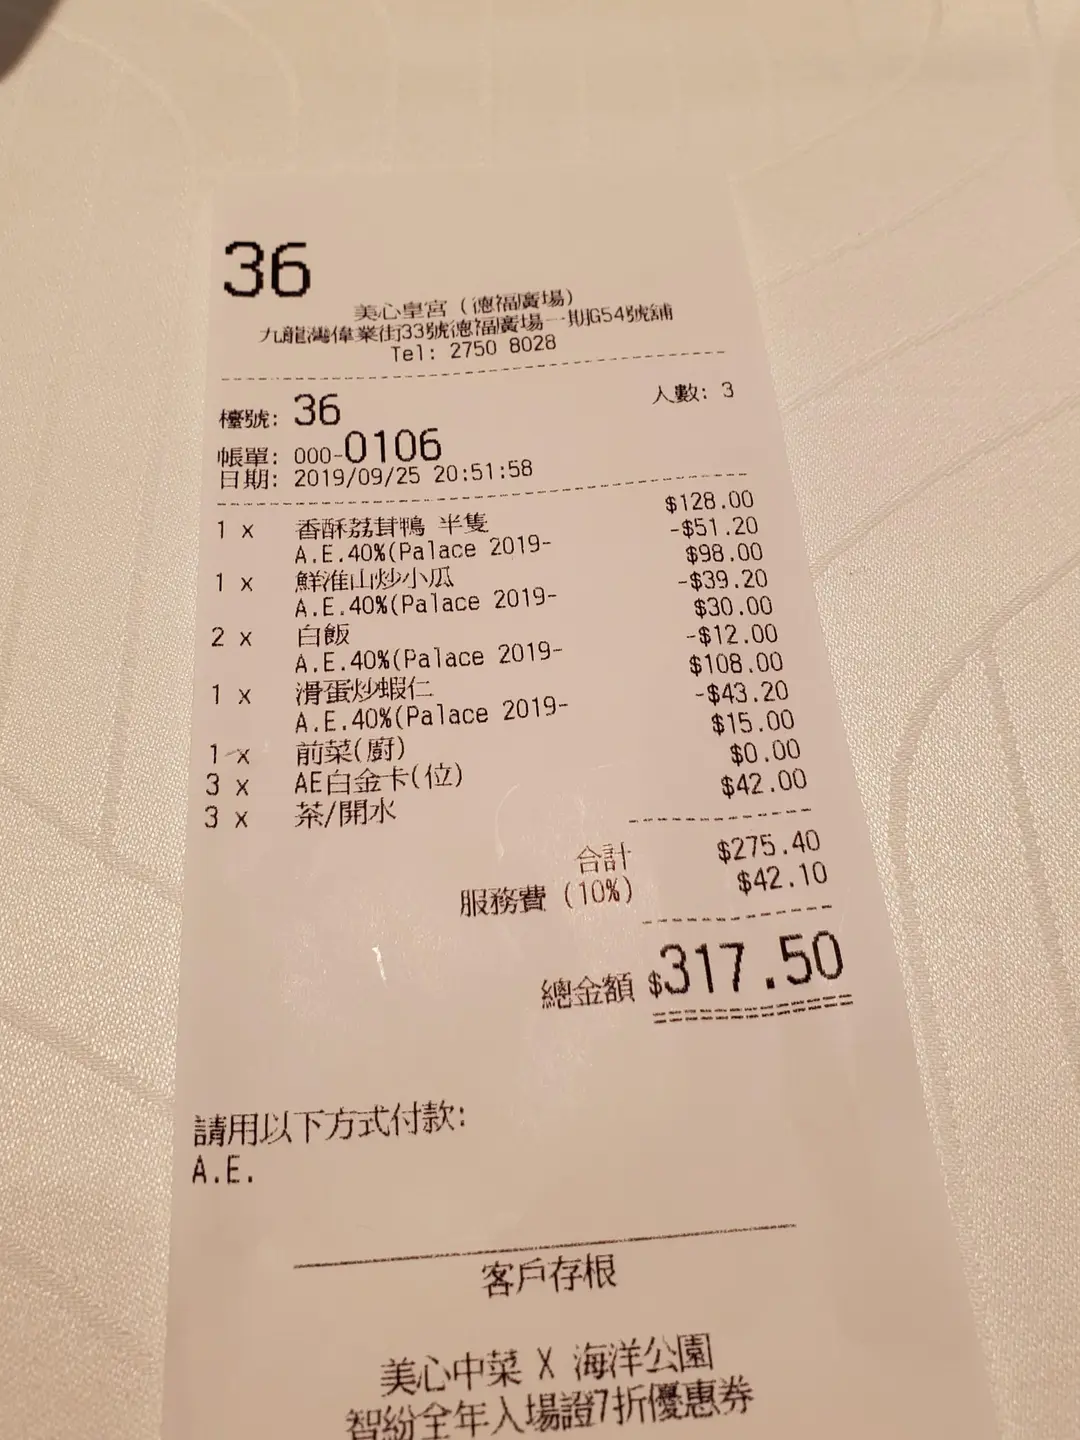 36
美心皇宮（德福廣場）
九龍灣偉業街33號德福廣場一期G54號舖
Tel: 2750 8028
檯號: 36 人數: 3
帳單: 000-0106
日期: 2019/09/25 20:51:58
1 x 香酥荔茸鴨 半隻 $128.00
A.E.40%(Palace 2019- -$51.20
1 x 鮮淮山炒小瓜 $98.00
A.E.40%(Palace 2019- -$39.20
2 x 白飯 $30.00
A.E.40%(Palace 2019- -$12.00
1 x 滑蛋炒蝦仁 $108.00
A.E.40%(Palace 2019- -$43.20
1 x 前菜(廚) $15.00
3 x AE白金卡(位) $0.00
3 x 茶/開水 $42.00
合計 $275.40
服務費 (10%) $42.10
總金額 $317.50
請用以下方式付款:
A.E.
客戶存根
美心中菜 X 海洋公園
智紛全年入場證7折優惠券